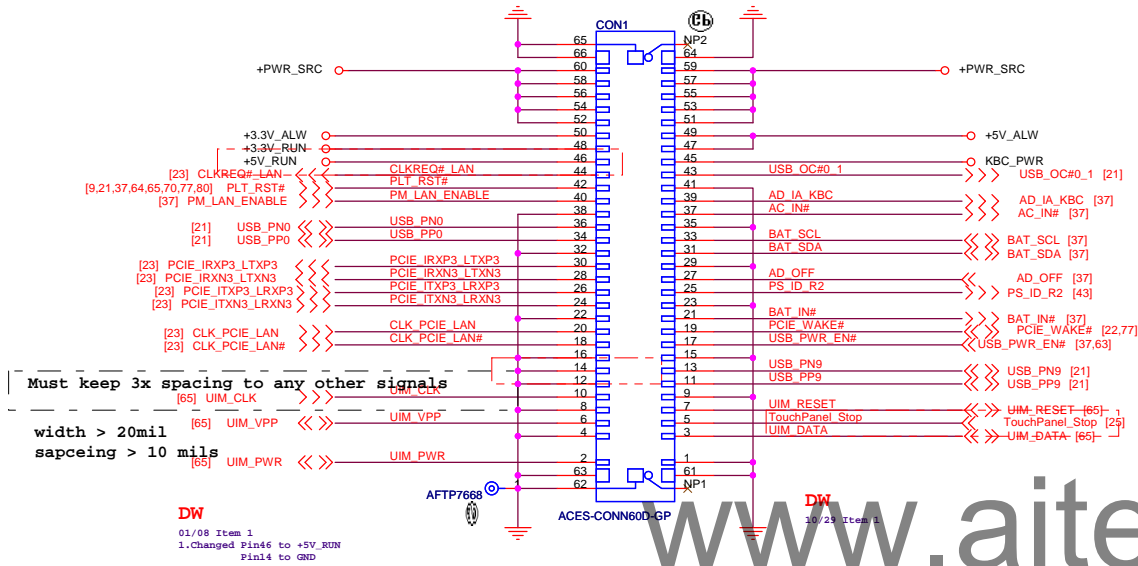 CON1
65
NP2
66
64
+PWR_SRC
60
59
+PWR_SRC
58
57
56
55
54
53
52
51
+3.3V_ALW
50
49
+5V_ALW
+3.3V_RUN
48
47
+5V_RUN
46
45
KBC_PWR
[23] CLKREQ#_LAN
CLKREQ#_LAN
44
43
USB_OC#0_1
USB_OC#0_1 [21]
[9,21,37,64,65,70,77,80] PLT_RST#
PLT_RST#
42
41
[37] PM_LAN_ENABLE
PM_LAN_ENABLE
40
39
AD_IA_KBC
AD_IA_KBC [37]
38
37
AC_IN#
AC_IN# [37]
[21] USB_PN0
USB_PN0
36
35
[21] USB_PP0
USB_PP0
34
33
BAT_SCL
BAT_SCL [37]
32
31
BAT_SDA
BAT_SDA [37]
[23] PCIE_IRXP3_LTXP3
PCIE_IRXP3_LTXP3
30
29
[23] PCIE_IRXN3_LTXN3
PCIE_IRXN3_LTXN3
28
27
AD_OFF
AD_OFF [37]
[23] PCIE_ITXP3_LRXP3
PCIE_ITXP3_LRXP3
26
25
PS_ID_R2
PS_ID_R2 [43]
[23] PCIE_ITXN3_LRXN3
PCIE_ITXN3_LRXN3
24
23
22
21
BAT_IN#
BAT_IN# [37]
[23] CLK_PCIE_LAN
CLK_PCIE_LAN
20
19
PCIE_WAKE#
PCIE_WAKE# [22,77]
[23] CLK_PCIE_LAN#
CLK_PCIE_LAN#
18
17
USB_PWR_EN#
USB_PWR_EN# [37,63]
16
15
14
13
USB_PN9
USB_PN9 [21]
Must keep 3x spacing to any other signals
12
11
USB_PP9
USB_PP9 [21]
[65] UIM_CLK
UIM_CLK
10
9
8
7
UIM_RESET
UIM_RESET [65]
[65] UIM_VPP
UIM_VPP
6
5
TouchPanel_Stop
TouchPanel_Stop [25]
width > 20mil
4
3
UIM_DATA
UIM_DATA [65]
sapceing > 10 mils
[65] UIM_PWR
UIM_PWR
2
1
63
61
AFTP7668
1
62
NP1
ACES-CONN60D-GP
DW
01/08 Item 1
1.Changed Pin46 to +5V_RUN
Pin14 to GND
DW
10/29 Item 1
www.aite